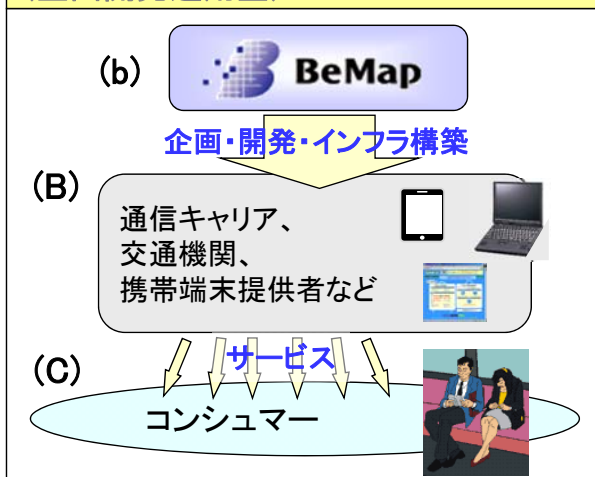 (b)
BeMap
企画・開発・インフラ構築
(B)
通信キャリア、
交通機関、
携帯端末提供者など
サービス
(C)
コンシュマー